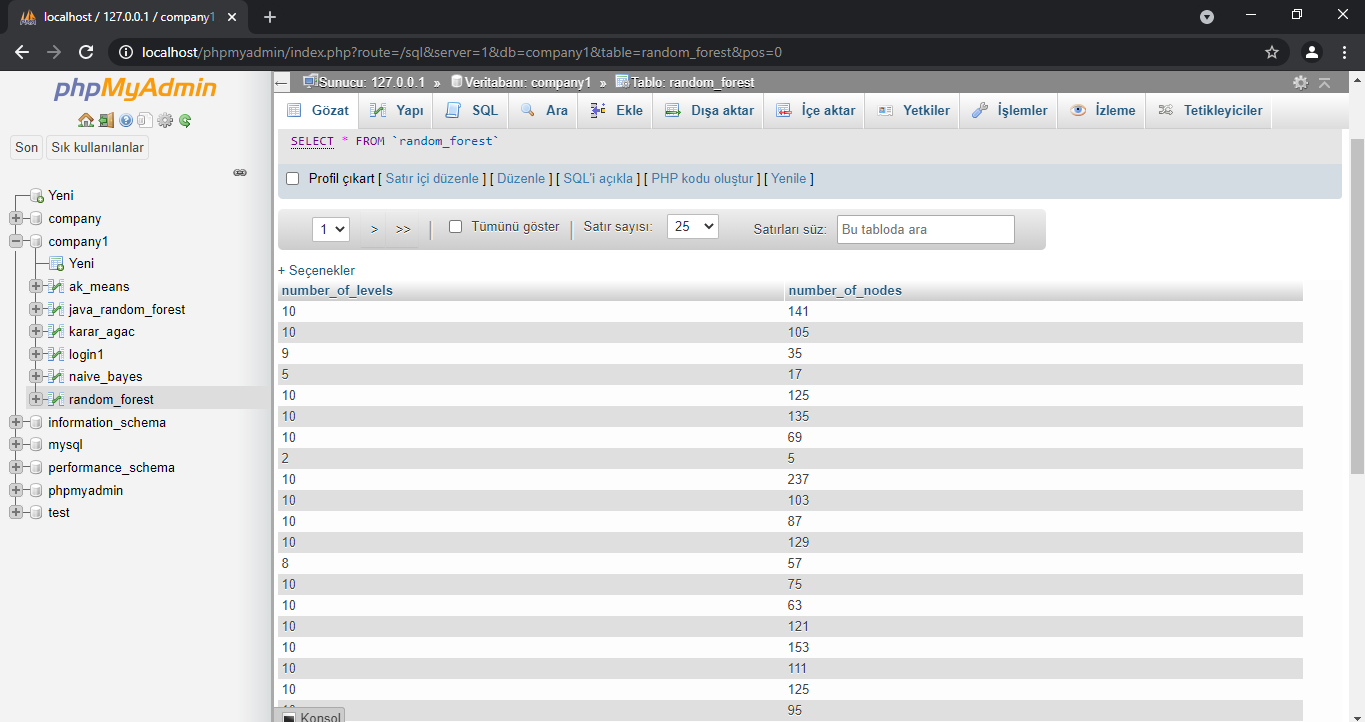 localhost / 127.0.0.1 / company1
localhost/phpmyadmin/index.php?route=/sql&server=1&db=company1&table=random_forest&pos=0
phpMyAdmin
Son Sık kullanılanlar
Yeni
company
company1
Yeni
ak_means
java_random_forest
karar_agac
login1
naive_bayes
random_forest
information_schema
mysql
performance_schema
phpmyadmin
test
Sunucu: 127.0.0.1 » Veritabanı: company1 » Tablo: random_forest
Gözat Yapı SQL Ara Ekle Dışa aktar İçe aktar Yetkiler İşlemler İzleme Tetikleyiciler
SELECT * FROM `random_forest`
Profil çıkart [ Satır içi düzenle ] [ Düzenle ] [ SQL'i açıkla ] [ PHP kodu oluştur ] [ Yenile ]
1 > >> | Tümünü göster | Satır sayısı: 25 Satırları süz: Bu tabloda ara
+ Seçenekler
number_of_levels number_of_nodes
10 141
10 105
9 35
5 17
10 125
10 135
10 69
2 5
10 237
10 103
10 87
10 129
8 57
10 75
10 63
10 121
10 153
10 111
10 125
95
Konsol